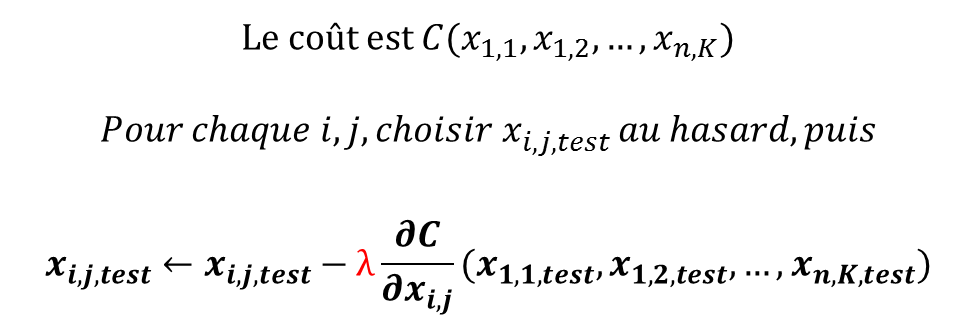 Le coût est C(x₁,₁, x₁,₂, … , xₙ,K)
Pour chaque i, j, choisir xᵢ,ⱼ,test au hasard, puis
xᵢ,ⱼ,test ← xᵢ,ⱼ,test − λ ∂C/∂xᵢ,ⱼ (x₁,₁,test, x₁,₂,test, … , xₙ,K,test)